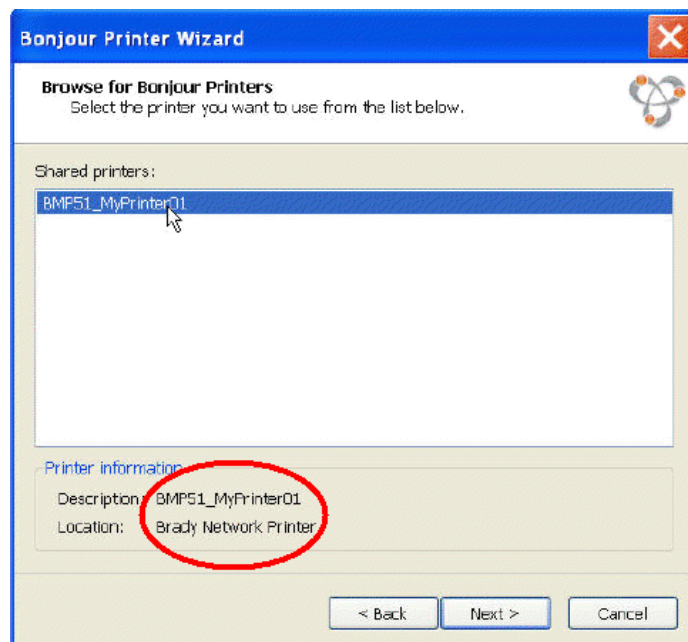 Bonjour Printer Wizard
Browse for Bonjour Printers
Select the printer you want to use from the list below.
Shared printers:
BMP51_MyPrinter01
Printer information
Description: BMP51_MyPrinter01
Location: Brady Network Printer
< Back
Next >
Cancel